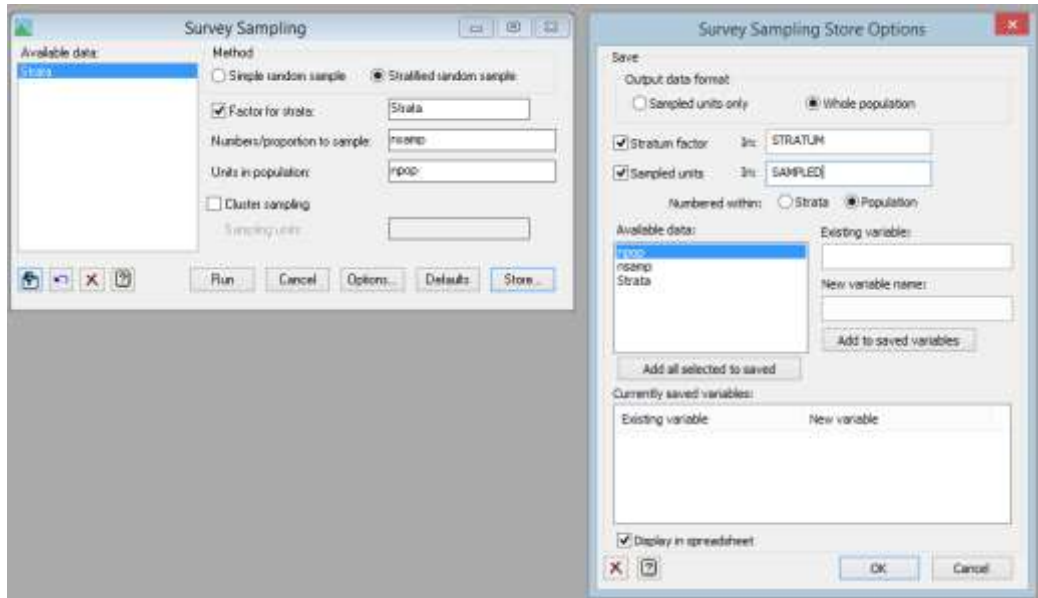 Survey Sampling
Available data:
Strata
Method
Simple random sample
Stratified random sample
Factor for strata:
Strata
Numbers/proportion to sample:
nsamp
Units in population:
npop
Cluster sampling
Sampling units:
Run
Cancel
Options...
Defaults
Store...
Survey Sampling Store Options
Save
Output data format
Sampled units only
Whole population
Stratum factor
In:
STRATUM
Sampled units
In:
SAMPLED
Numbered within:
Strata
Population
Available data:
npop
nsamp
Strata
Existing variable:
New variable name:
Add to saved variables
Add all selected to saved
Currently saved variables:
Existing variable
New variable
Display in spreadsheet
OK
Cancel